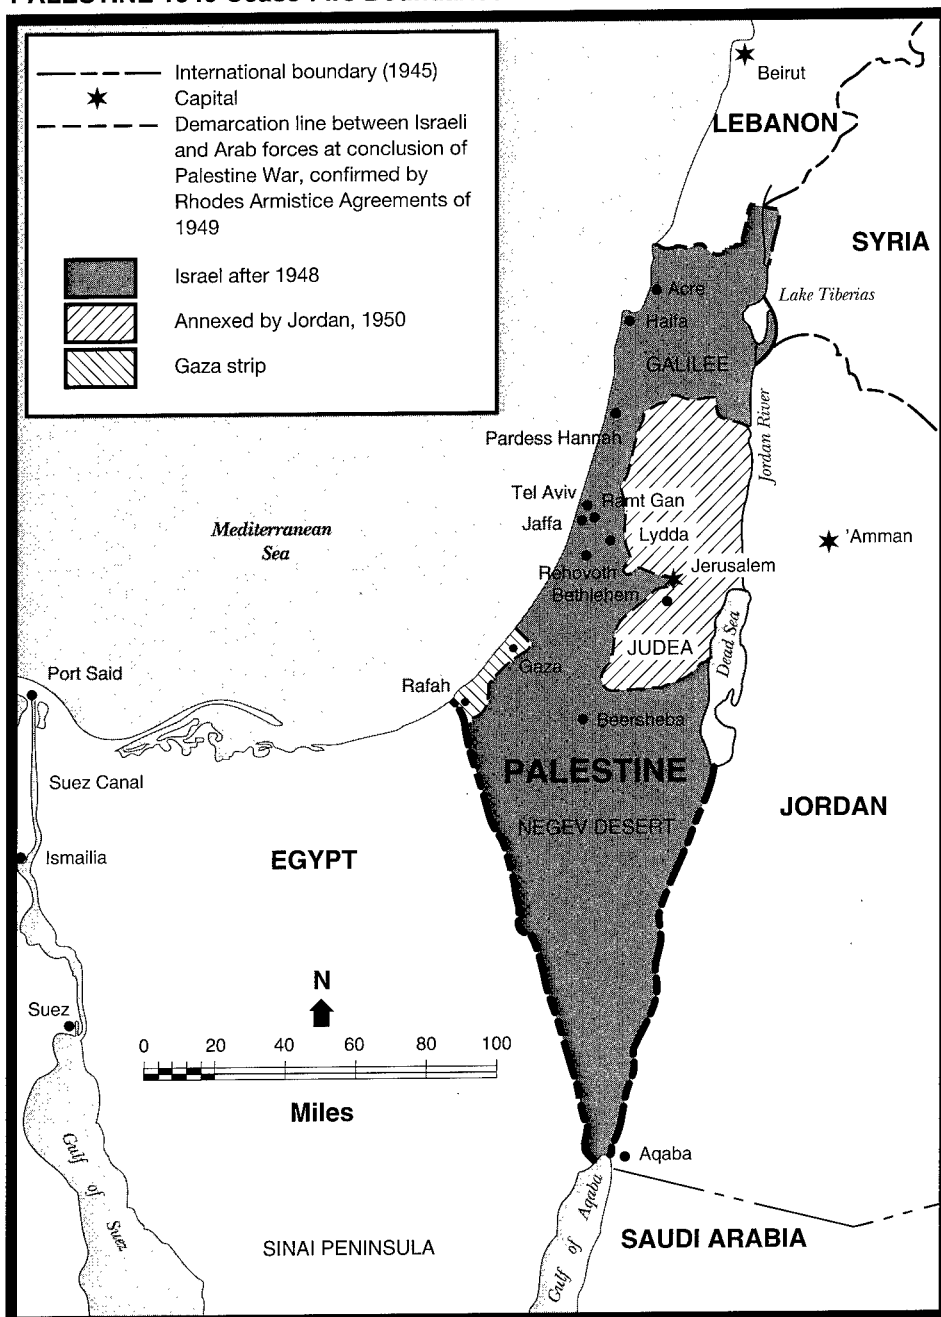 PALESTINE 1949 Cease-Fire
International boundary (1945)
Capital
Demarcation line between Israeli
and Arab forces at conclusion of
Palestine War, confirmed by
Rhodes Armistice Agreements of
1949
Israel after 1948
Annexed by Jordan, 1950
Gaza strip
Beirut
LEBANON
SYRIA
Acre
Lake Tiberias
Haifa
GALILEE
Pardess Hannah
Jordan River
Tel Aviv
Ramt Gan
Jaffa
Lydda
'Amman
Mediterranean
Sea
Rehovoth
Jerusalem
Bethlehem
JUDEA
Dead Sea
Gaza
Port Said
Rafah
Beersheba
PALESTINE
Suez Canal
JORDAN
NEGEV DESERT
Ismailia
EGYPT
N
Suez
0 20 40 60 80 100
Miles
Aqaba
Gulf of Suez
Gulf of Aqaba
SINAI PENINSULA
SAUDI ARABIA